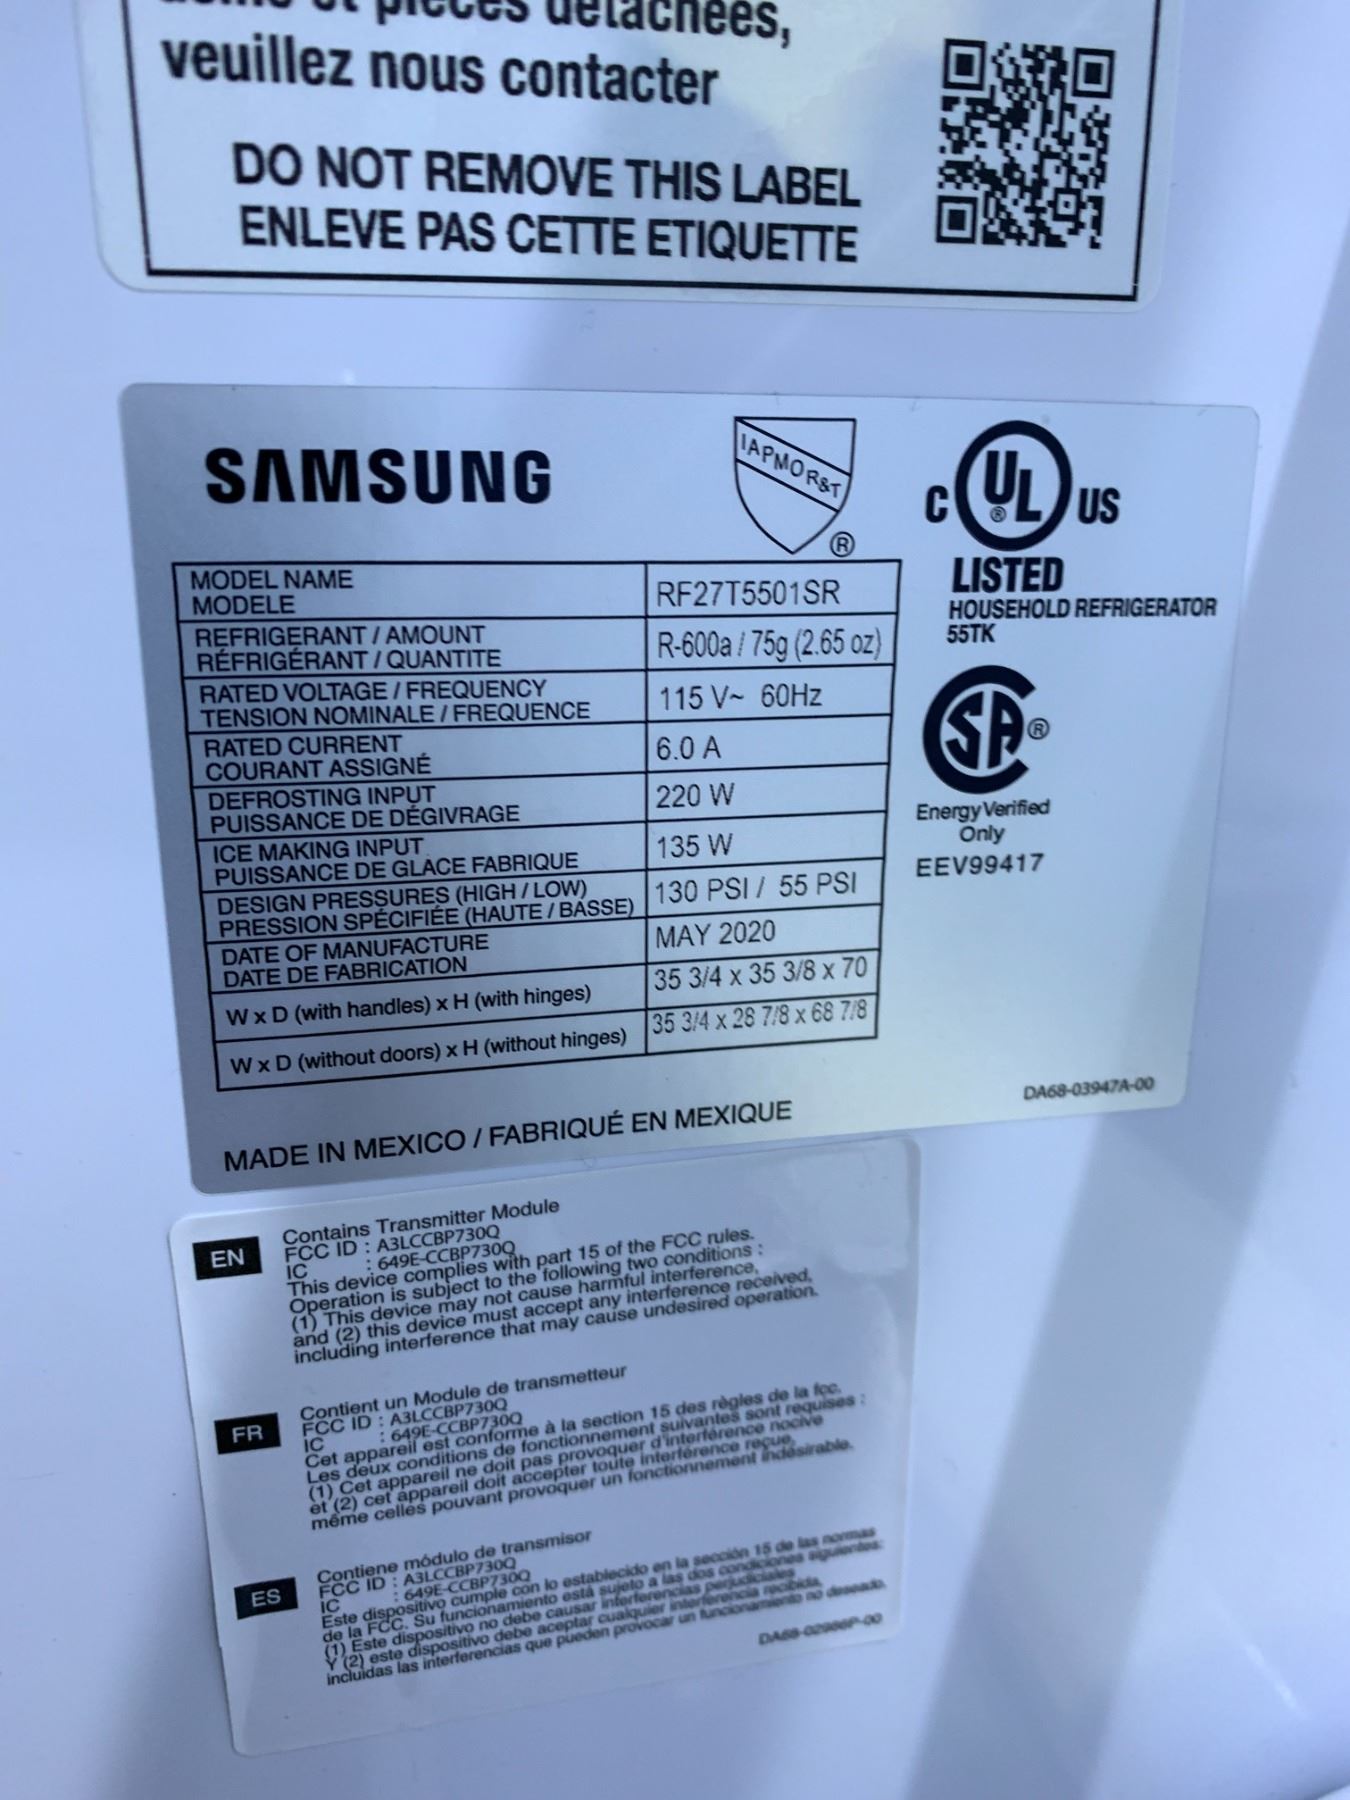 et pièces détachées,
veuillez nous contacter
DO NOT REMOVE THIS LABEL
ENLEVE PAS CETTE ETIQUETTE
SAMSUNG
IAPMO R&T
®
C UL ® US
LISTED
HOUSEHOLD REFRIGERATOR
55TK
MODEL NAME
MODELE
RF27T5501SR
REFRIGERANT / AMOUNT
RÉFRIGÉRANT / QUANTITE
R-600a / 75g (2.65 oz)
RATED VOLTAGE / FREQUENCY
TENSION NOMINALE / FREQUENCE
115 V~ 60Hz
RATED CURRENT
COURANT ASSIGNÉ
6.0 A
DEFROSTING INPUT
PUISSANCE DE DÉGIVRAGE
220 W
ICE MAKING INPUT
PUISSANCE DE GLACE FABRIQUE
135 W
DESIGN PRESSURES (HIGH / LOW)
PRESSION SPÉCIFIÉE (HAUTE / BASSE)
130 PSI / 55 PSI
DATE OF MANUFACTURE
DATE DE FABRICATION
MAY 2020
W x D (with handles) x H (with hinges)
35 3/4 x 35 3/8 x 70
W x D (without doors) x H (without hinges)
35 3/4 x 28 7/8 x 68 7/8
SA ®
Energy Verified
Only
EEV99417
DA68-03947A-00
MADE IN MEXICO / FABRIQUÉ EN MEXIQUE
EN
Contains Transmitter Module
FCC ID : A3LCCBP730Q
IC : 649E-CCBP730Q
This device complies with part 15 of the FCC rules.
Operation is subject to the following two conditions :
(1) This device may not cause harmful interference,
and (2) this device must accept any interference received,
including interference that may cause undesired operation.
FR
Contient un Module de transmetteur
FCC ID : A3LCCBP730Q
IC : 649E-CCBP730Q
Cet appareil est conforme à la section 15 des règles de la fcc.
Les deux conditions de fonctionnement suivantes sont requises :
(1) Cet appareil ne doit pas provoquer d'interférence nocive
et (2) cet appareil doit accepter toute interférence reçue,
même celles pouvant provoquer un fonctionnement indésirable.
ES
Contiene módulo de transmisor
FCC ID : A3LCCBP730Q
IC : 649E-CCBP730Q
Este dispositivo cumple con lo establecido en la sección 15 de las normas
de la FCC. Su funcionamiento está sujeto a las dos condiciones siguientes:
(1) Este dispositivo no debe causar interferencias perjudiciales
Y (2) este dispositivo debe aceptar cualquier interferencia recibida,
incluidas las interferencias que pueden provocar un funcionamiento no deseado.